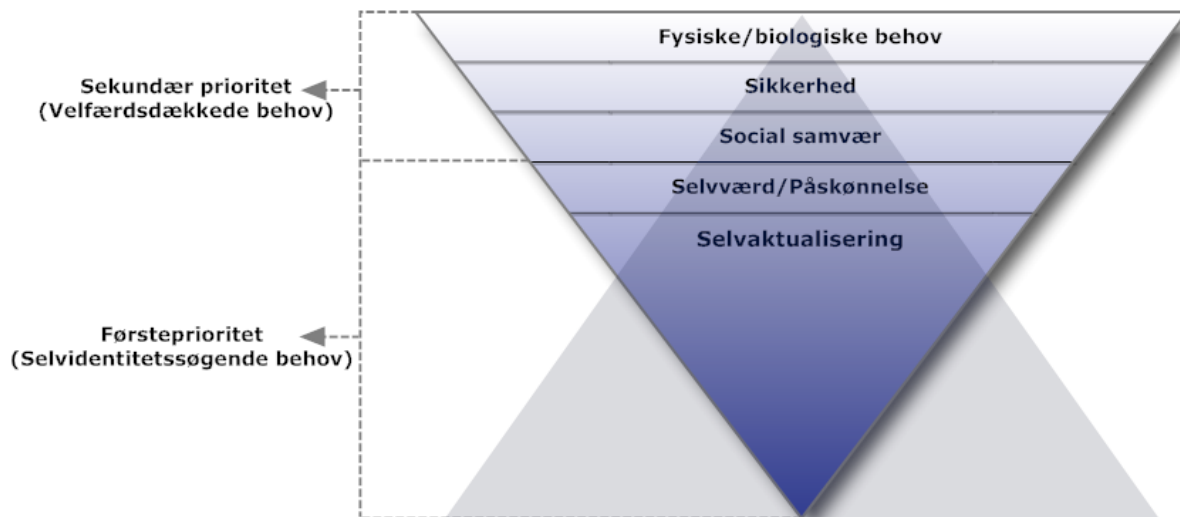 Fysiske/biologiske behov
Sikkerhed
Social samvær
Selvværd/Påskønnelse
Selvaktualisering
Sekundær prioritet
(Velfærdsdækkede behov)
Førsteprioritet
(Selvidentitetssøgende behov)